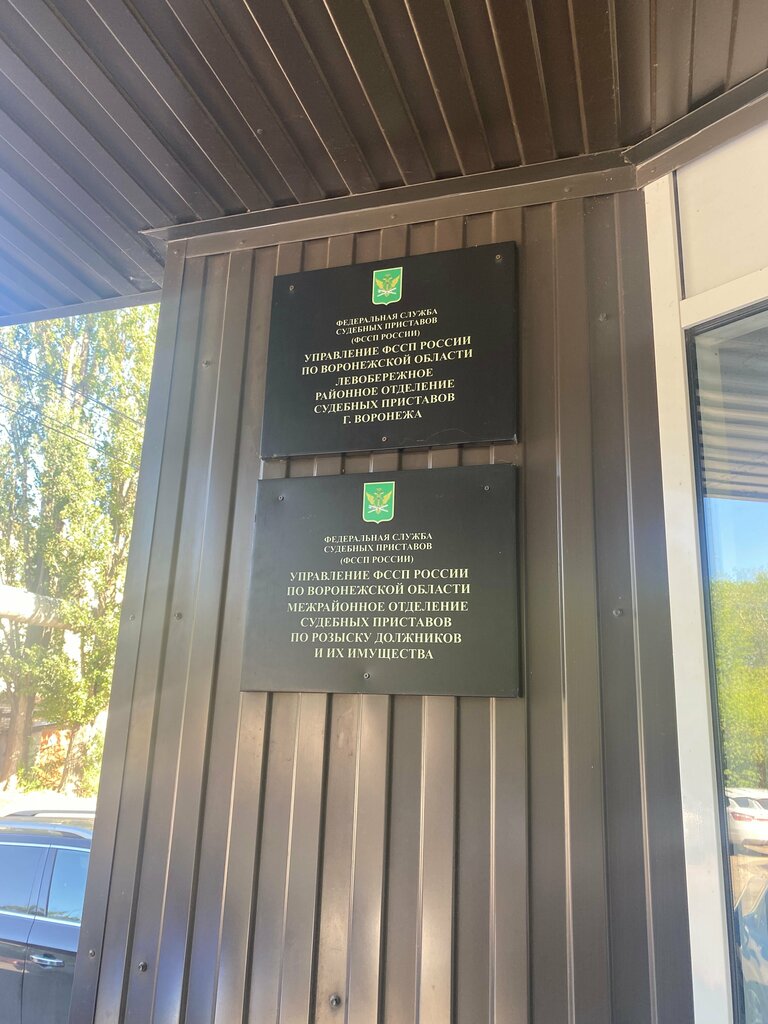 ФЕДЕРАЛЬНАЯ СЛУЖБА
СУДЕБНЫХ ПРИСТАВОВ
(ФССП РОССИИ)
УПРАВЛЕНИЕ ФССП РОССИИ
ПО ВОРОНЕЖСКОЙ ОБЛАСТИ
ЛЕВОБЕРЕЖНОЕ
РАЙОННОЕ ОТДЕЛЕНИЕ
СУДЕБНЫХ ПРИСТАВОВ
Г. ВОРОНЕЖА
ФЕДЕРАЛЬНАЯ СЛУЖБА
СУДЕБНЫХ ПРИСТАВОВ
(ФССП РОССИИ)
УПРАВЛЕНИЕ ФССП РОССИИ
ПО ВОРОНЕЖСКОЙ ОБЛАСТИ
МЕЖРАЙОННОЕ ОТДЕЛЕНИЕ
СУДЕБНЫХ ПРИСТАВОВ
ПО РОЗЫСКУ ДОЛЖНИКОВ
И ИХ ИМУЩЕСТВА